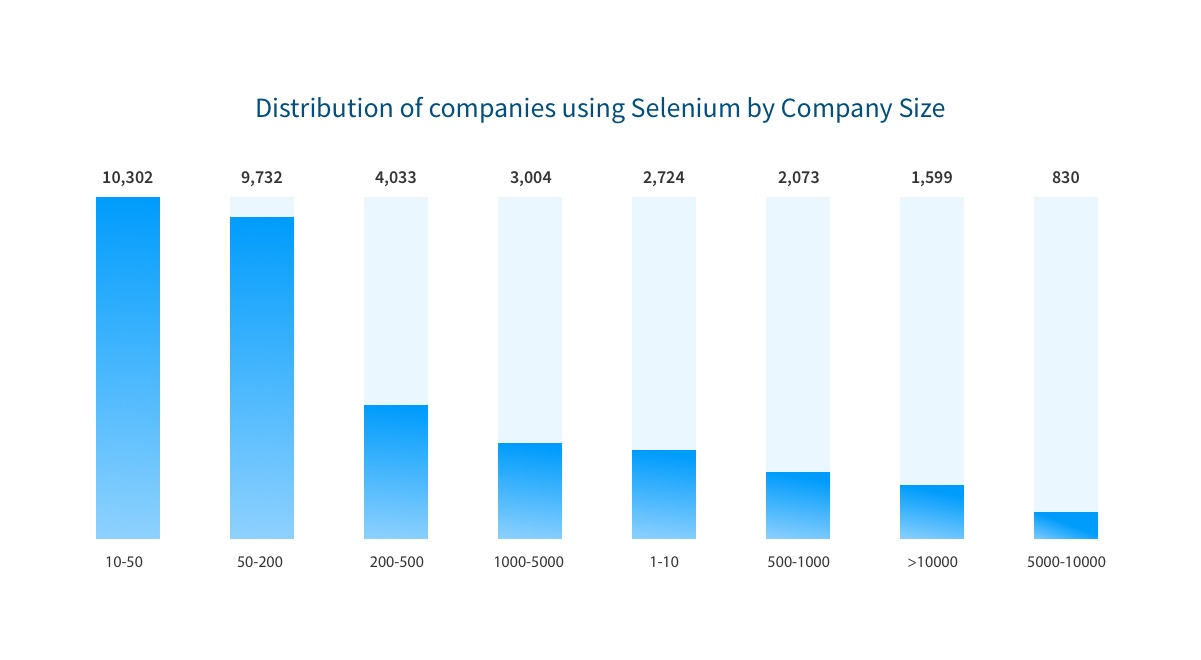 Distribution of companies using Selenium by Company Size
10,302 9,732 4,033 3,004 2,724 2,073 1,599 830
10-50 50-200 200-500 1000-5000 1-10 500-1000 >10000 5000-10000